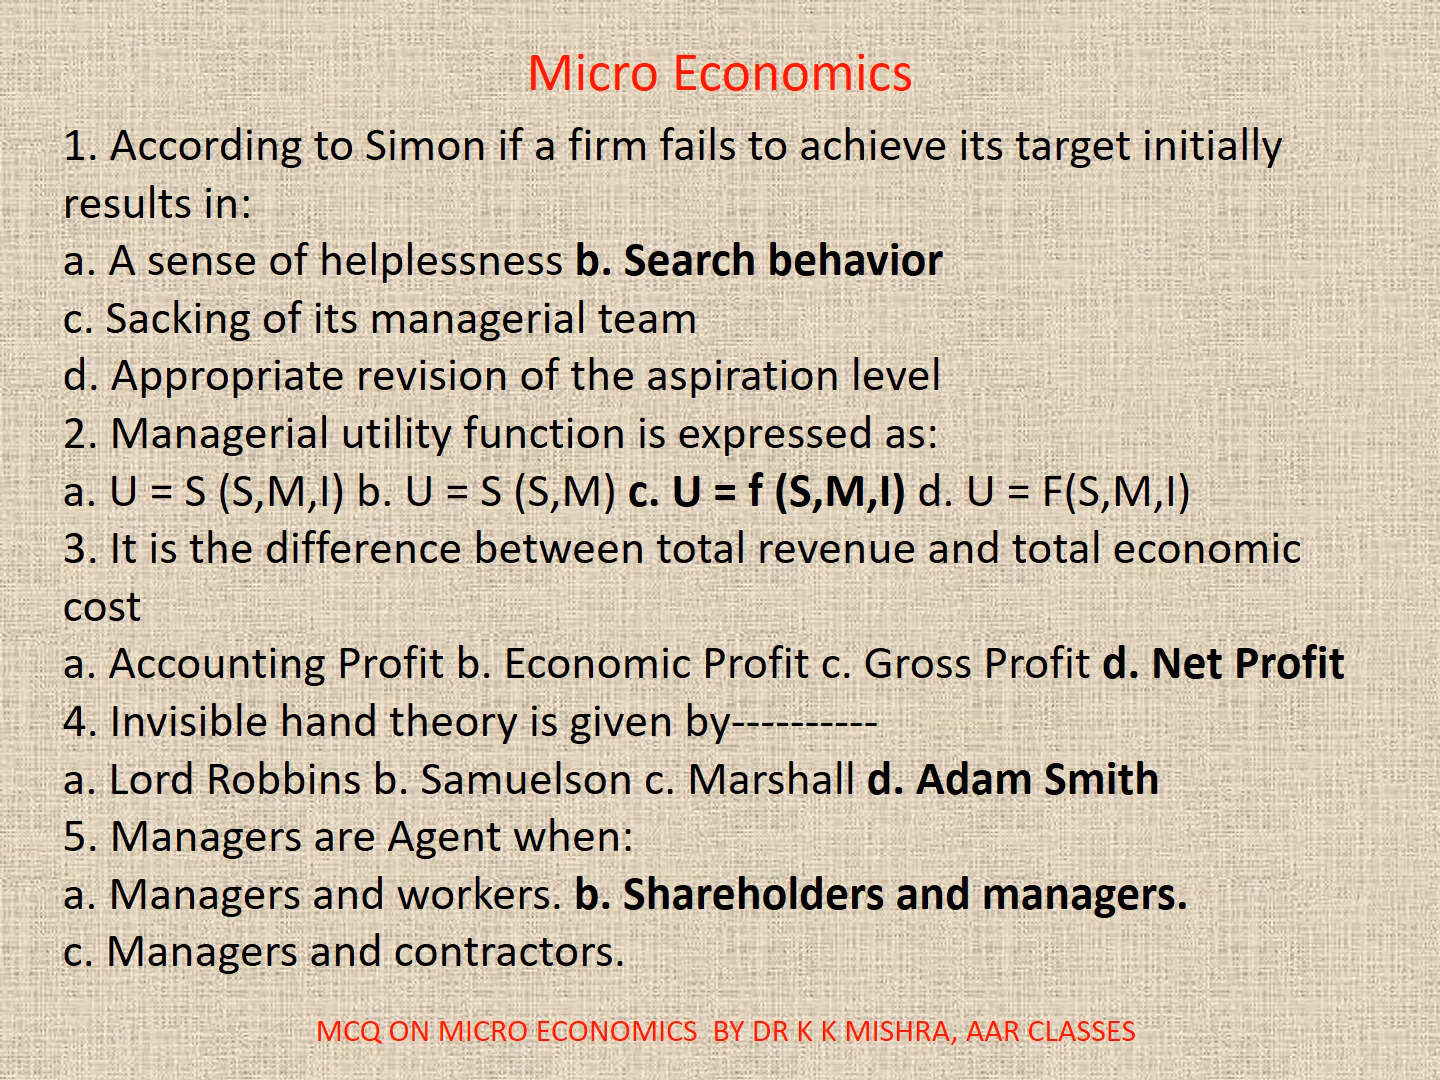 Micro Economics
1. According to Simon if a firm fails to achieve its target initially
results in:
a. A sense of helplessness b. Search behavior
c. Sacking of its managerial team
d. Appropriate revision of the aspiration level
2. Managerial utility function is expressed as:
a. U = S (S,M,I) b. U = S (S,M) c. U = f (S,M,I) d. U = F(S,M,I)
3. It is the difference between total revenue and total economic
cost
a. Accounting Profit b. Economic Profit c. Gross Profit d. Net Profit
4. Invisible hand theory is given by----------
a. Lord Robbins b. Samuelson c. Marshall d. Adam Smith
5. Managers are Agent when:
a. Managers and workers. b. Shareholders and managers.
c. Managers and contractors.
MCQ ON MICRO ECONOMICS  BY DR K K MISHRA, AAR CLASSES